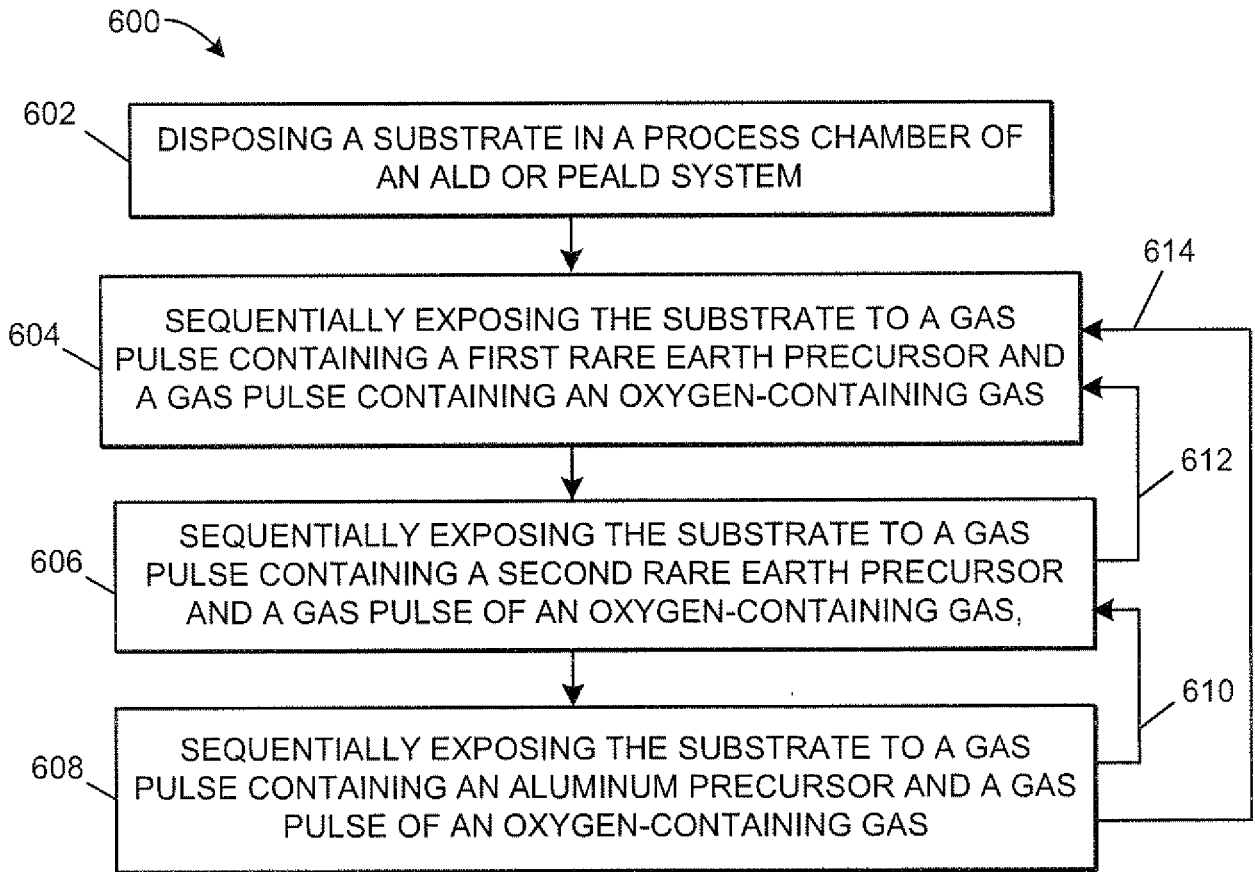 600
602
DISPOSING A SUBSTRATE IN A PROCESS CHAMBER OF
AN ALD OR PEALD SYSTEM
614
604
SEQUENTIALLY EXPOSING THE SUBSTRATE TO A GAS
PULSE CONTAINING A FIRST RARE EARTH PRECURSOR AND
A GAS PULSE CONTAINING AN OXYGEN-CONTAINING GAS
612
606
SEQUENTIALLY EXPOSING THE SUBSTRATE TO A GAS
PULSE CONTAINING A SECOND RARE EARTH PRECURSOR
AND A GAS PULSE OF AN OXYGEN-CONTAINING GAS,
610
608
SEQUENTIALLY EXPOSING THE SUBSTRATE TO A GAS
PULSE CONTAINING AN ALUMINUM PRECURSOR AND A GAS
PULSE OF AN OXYGEN-CONTAINING GAS